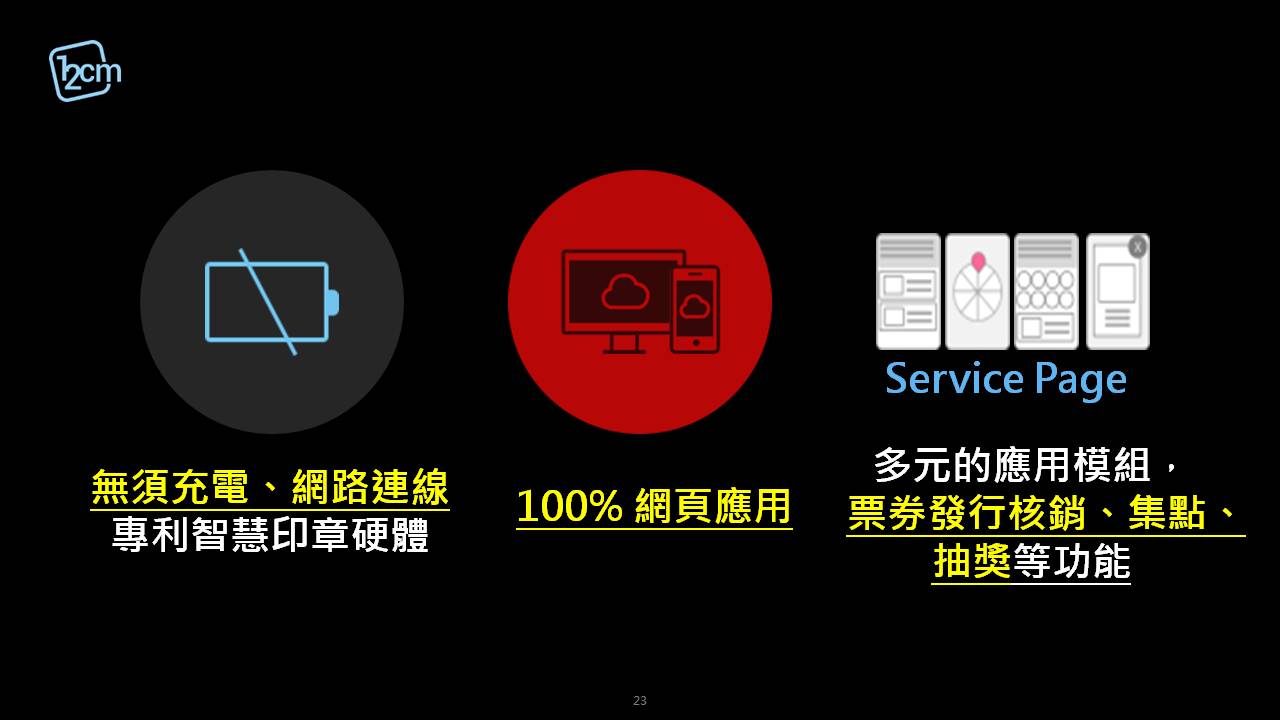 12cm
X
Service Page
無須充電、網路連線
專利智慧印章硬體
100% 網頁應用
多元的應用模組，
票券發行核銷、集點、
抽獎等功能
23